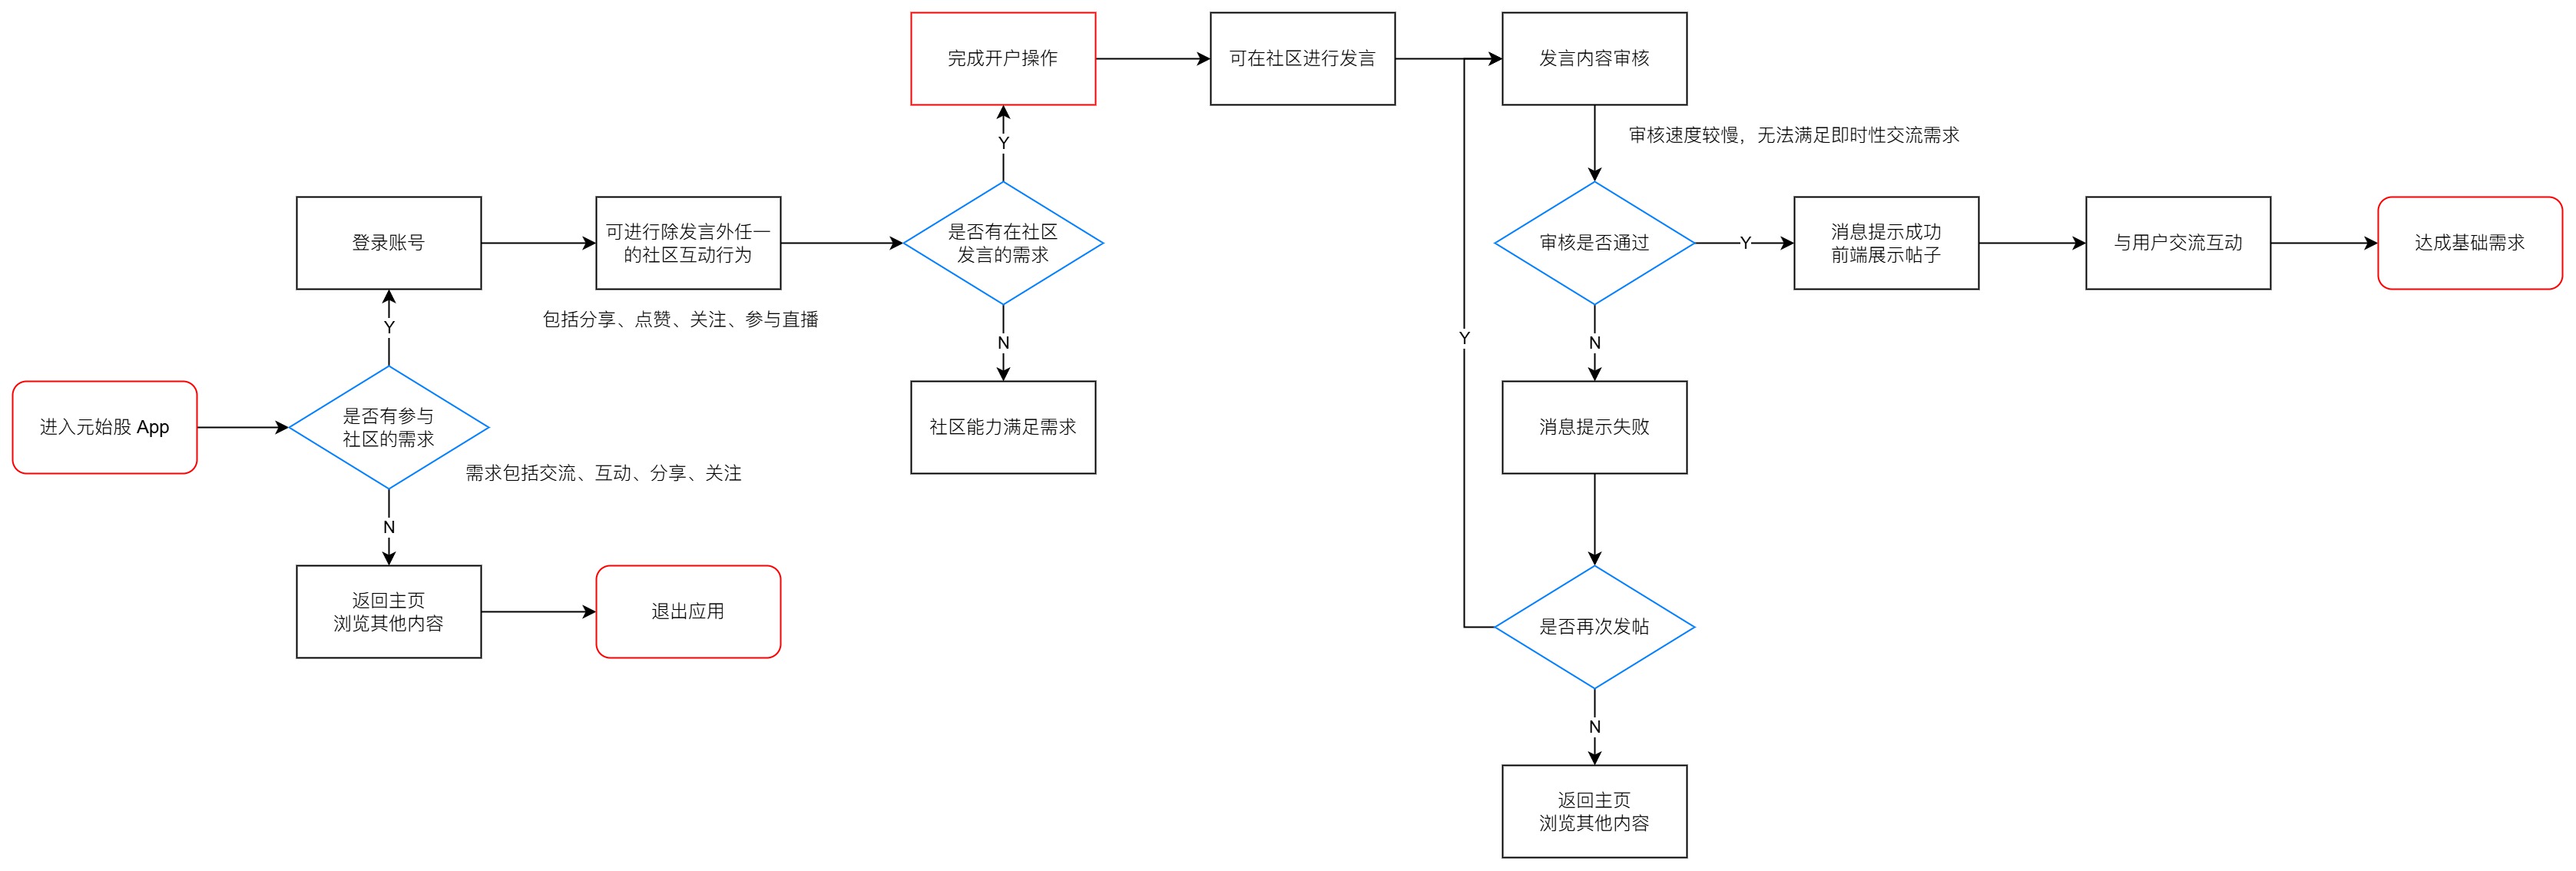 完成开户操作
可在社区进行发言
发言内容审核
Y
审核速度较慢，无法满足即时性交流需求
登录账号
可进行除发言外任一
的社区互动行为
是否有在社区
发言的需求
审核是否通过
Y
消息提示成功
前端展示帖子
与用户交流互动
达成基础需求
Y
包括分享、点赞、关注、参与直播
N
Y
N
进入元始股 App
是否有参与
社区的需求
社区能力满足需求
消息提示失败
需求包括交流、互动、分享、关注
N
返回主页
浏览其他内容
退出应用
是否再次发帖
N
返回主页
浏览其他内容